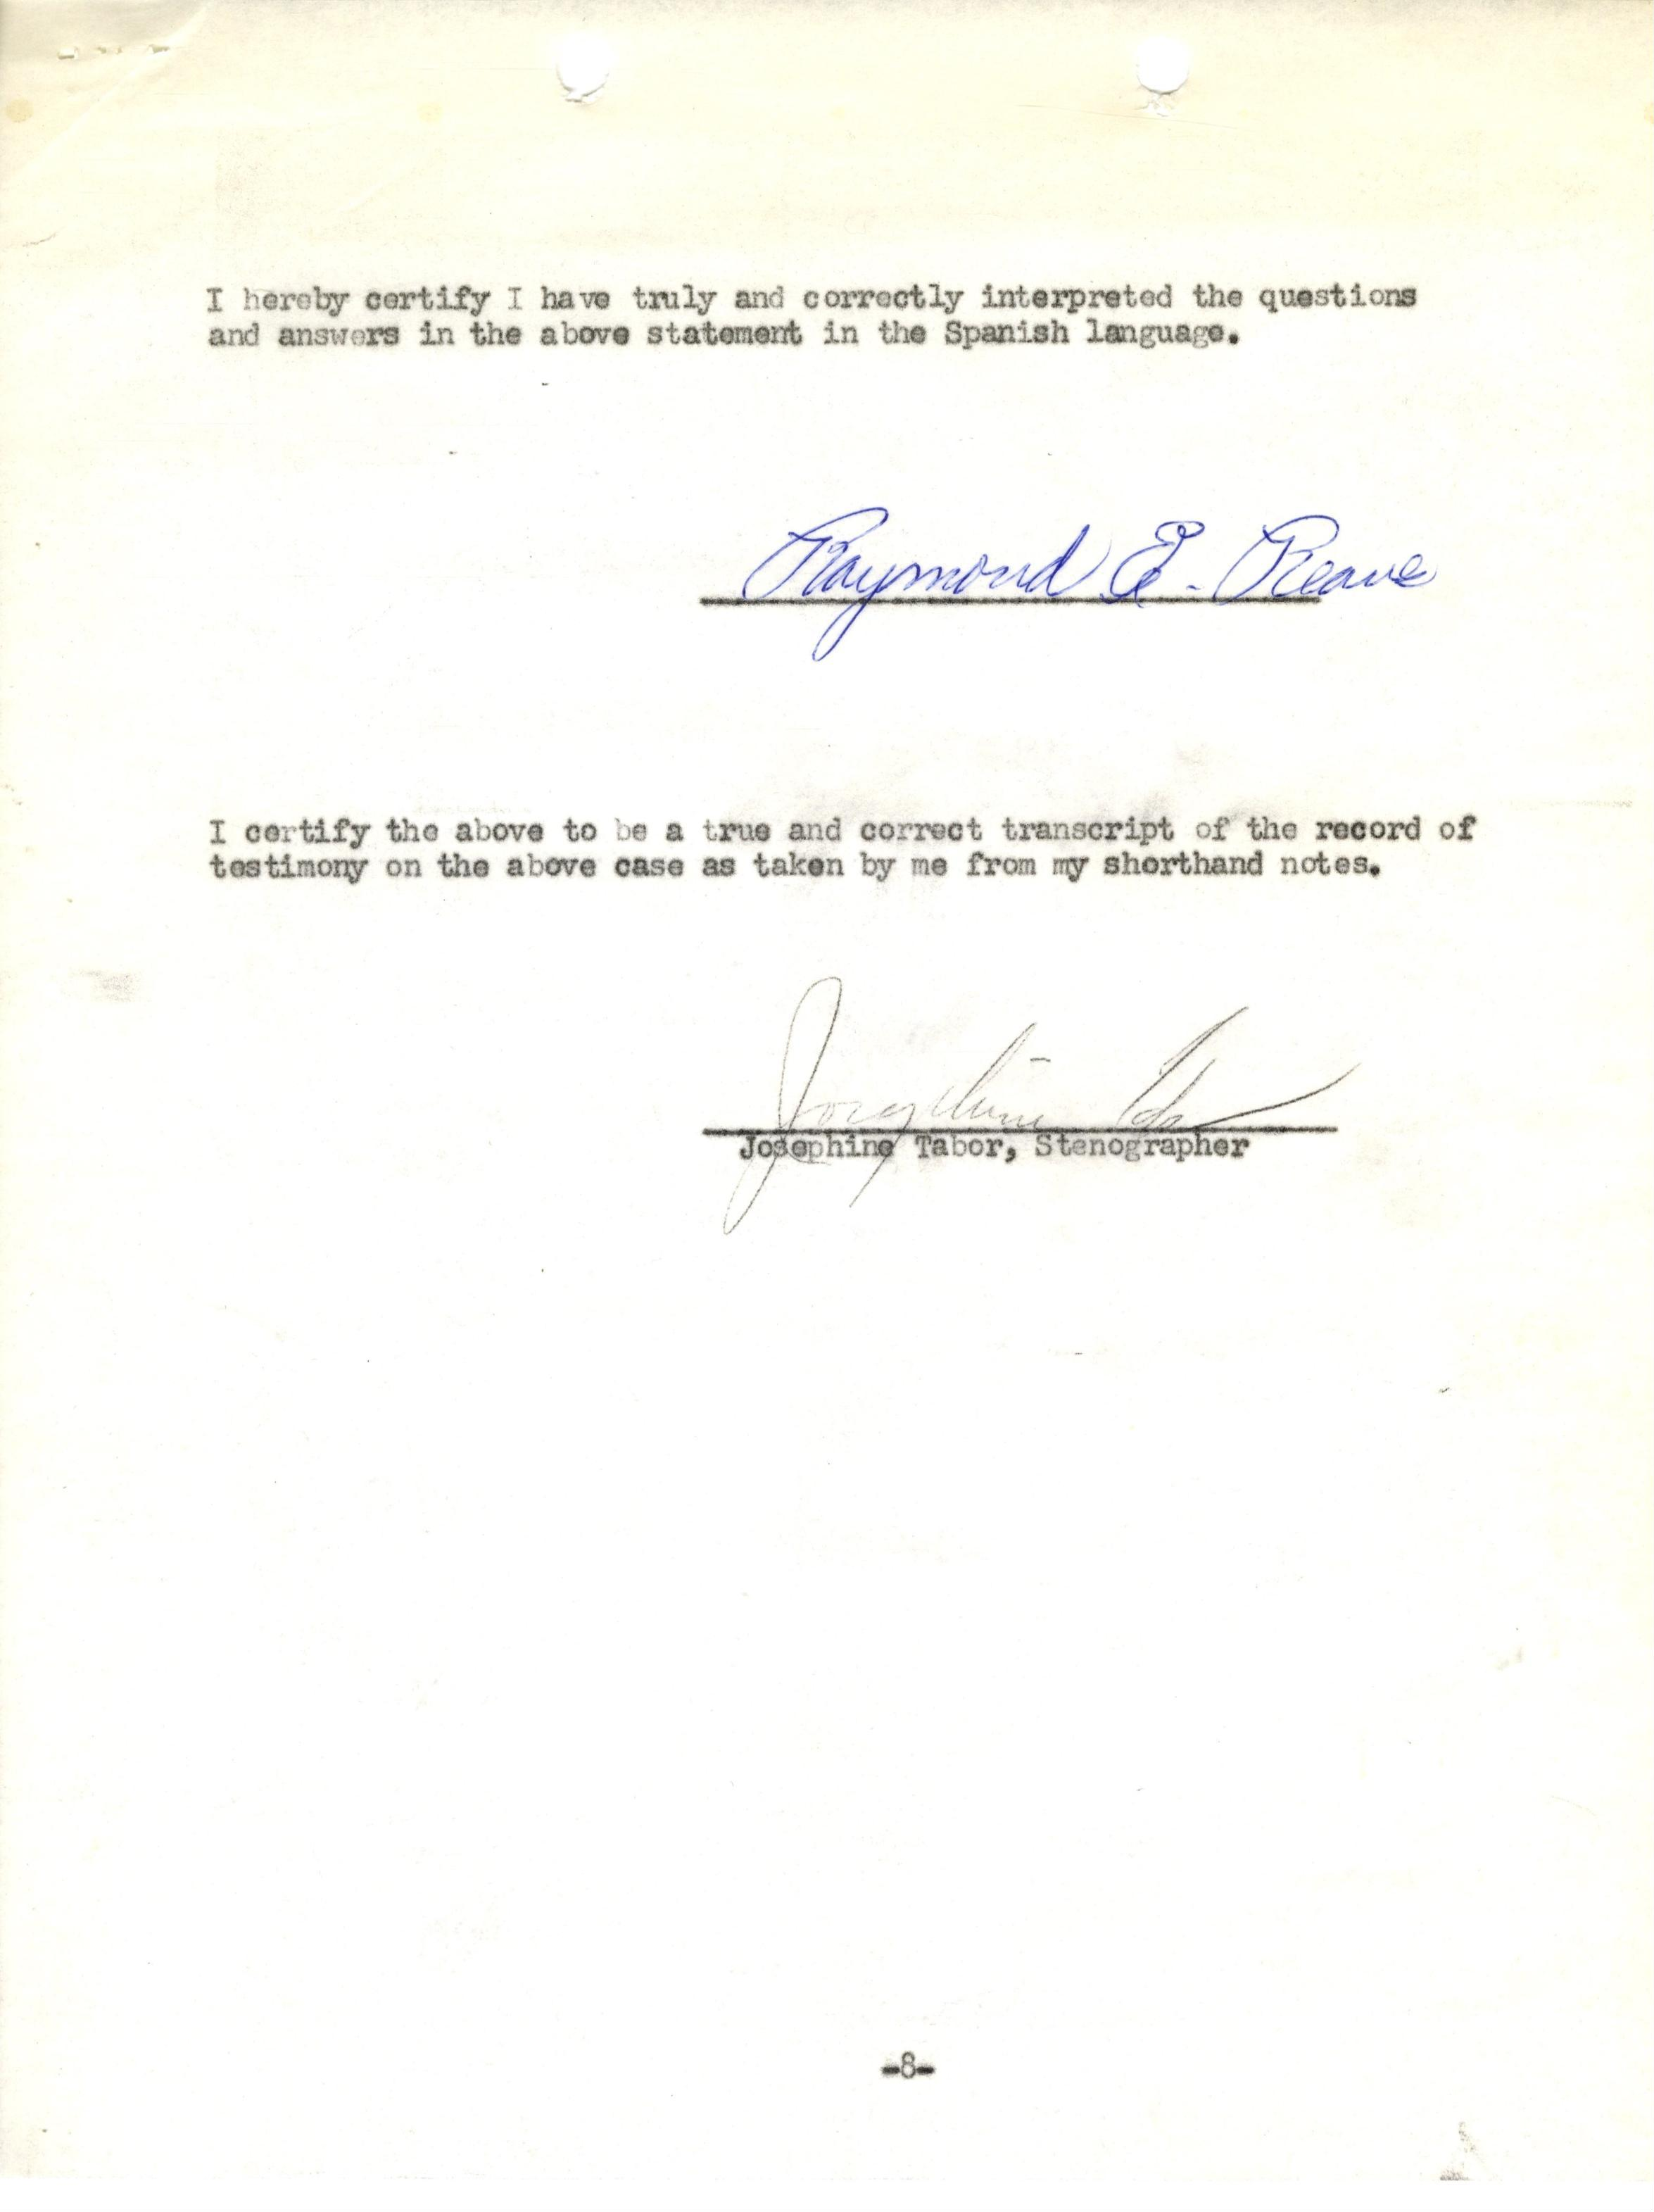 I hereby certify I have truly and correctly interpreted the questions
and answers in the above statement in the Spanish language.
Raymond E. Reave
I certify the above to be a true and correct transcript of the record of
testimony on the above case as taken by me from my shorthand notes.
Josephine Tabor
Josephine Tabor, Stenographer
-8-